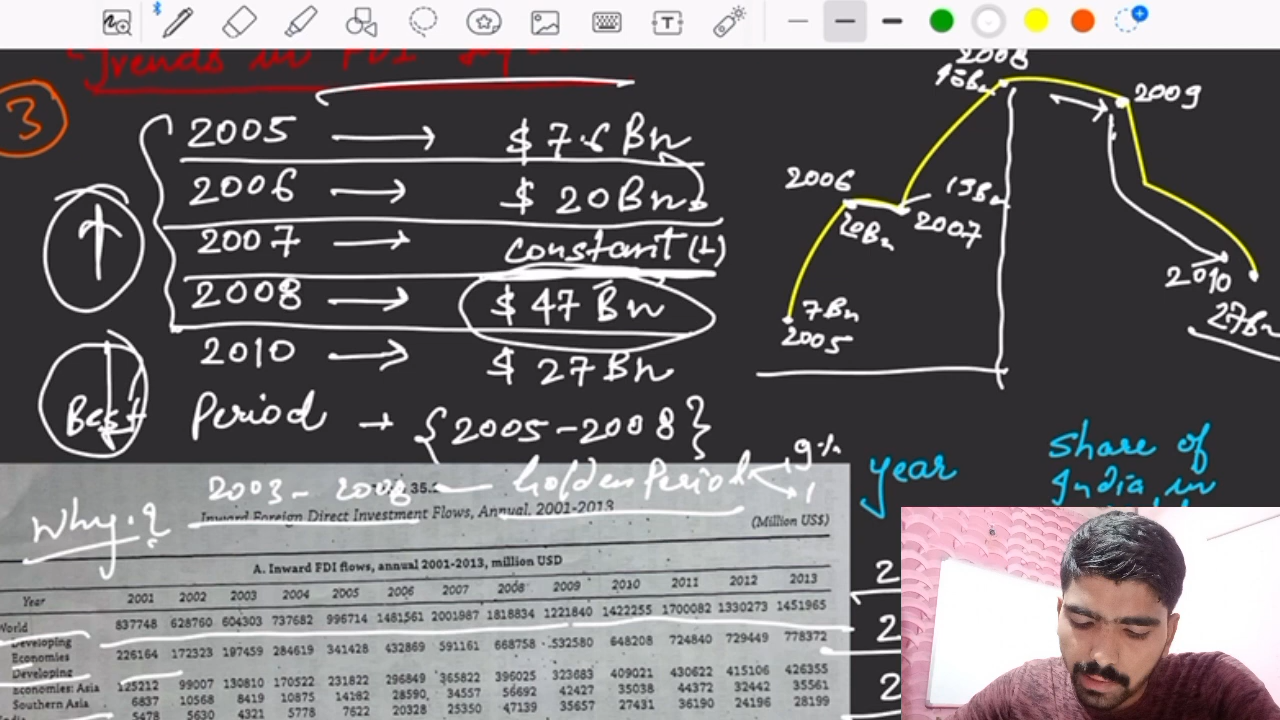 Trends in FDI
3
2005 → $ 7.6 Bn
2006 → $ 20Bn
2007 → constant (↓)
2008 → $ 47 Bn
2010 → $ 27 Bn
Best Period → {2005-2008}
2003 - 2008 — Golden Period 9%
Why?
2008
2009
2006
20Bn
2007
7Bn
2005
2010
27Bn
year
share of
India in
Inward Foreign Direct Investment Flows, Annual, 2001-2013
(Million US$)
A. Inward FDI flows, annual 2001-2013, million USD
Year 2001 2002 2003 2004 2005 2006 2007 2008 2009 2010 2011 2012 2013
World 837748 628760 604303 737682 996714 1481561 2001987 1818834 1221840 1422255 1700082 1330273 1451965
Developing
Economies 226164 172323 197459 284619 341428 432869 591161 668758 532580 648208 724840 729449 778372
Developing
Economies: Asia 125212 99007 130810 170522 231822 296849 365822 396025 323683 409021 430622 415106 426355
Southern Asia 6837 10568 8419 10875 14182 28590 34557 56692 42427 35038 44372 32442 35561
5478 5630 4321 5778 7622 20328 25350 47139 35657 27431 36190 24196 28199